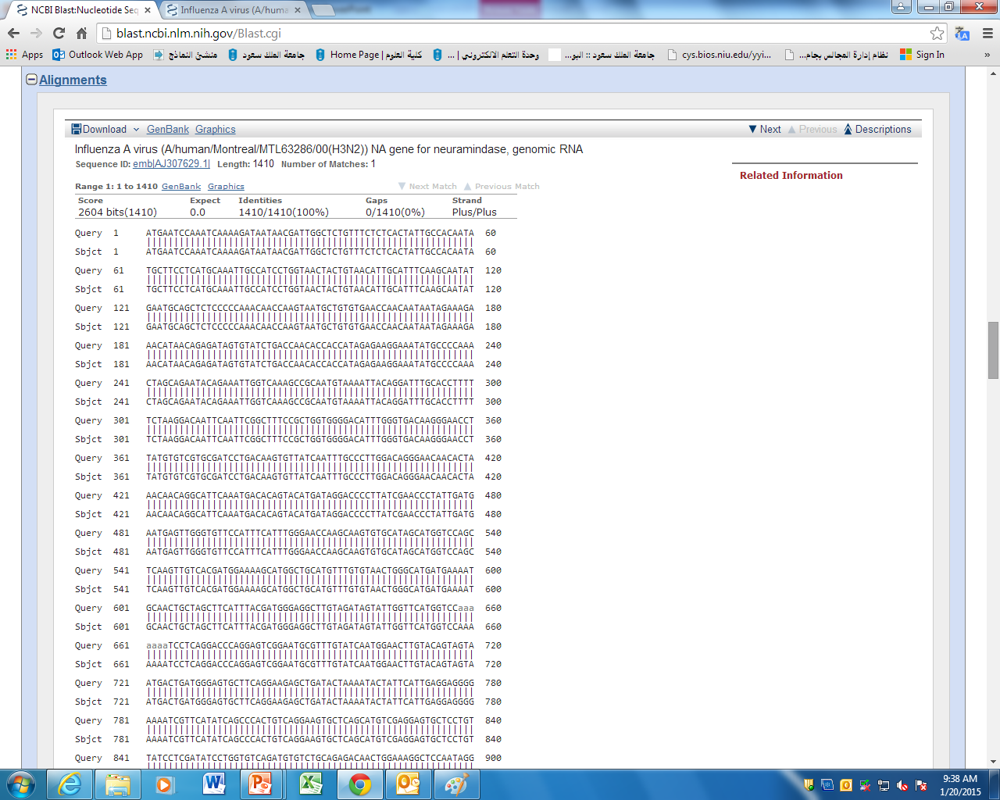 NCBI Blast:Nucleotide Seq
Influenza A virus (A/huma
blast.ncbi.nlm.nih.gov/Blast.cgi
Apps Outlook Web App منشئ النماذج جامعة الملك سعود كلية العلوم | Home Page وحدة التعلم الالكتروني | ... جامعة الملك سعود :: البو... cys.bios.niu.edu/yyi... نظام إدارة المجالس بجام... Sign In »
Alignments
Download GenBank Graphics Next Previous Descriptions
Influenza A virus (A/human/Montreal/MTL63286/00(H3N2)) NA gene for neuramindase, genomic RNA
Sequence ID: emb|AJ307629.1| Length: 1410 Number of Matches: 1
Related Information
Range 1: 1 to 1410 GenBank Graphics Next Match Previous Match
Score Expect Identities Gaps Strand
2604 bits(1410) 0.0 1410/1410(100%) 0/1410(0%) Plus/Plus
Query 1 ATGAATCCAAATCAAAAGATAATAACGATTGGCTCTGTTTCTCTCACTATTGCCACAATA 60
Sbjct 1 ATGAATCCAAATCAAAAGATAATAACGATTGGCTCTGTTTCTCTCACTATTGCCACAATA 60
Query 61 TGCTTCCTCATGCAAATTGCCATCCTGGTAACTACTGTAACATTGCATTTCAAGCAATAT 120
Sbjct 61 TGCTTCCTCATGCAAATTGCCATCCTGGTAACTACTGTAACATTGCATTTCAAGCAATAT 120
Query 121 GAATGCAGCTCTCCCCCAAACAACCAAGTAATGCTGTGTGAACCAACAATAATAGAAAGA 180
Sbjct 121 GAATGCAGCTCTCCCCCAAACAACCAAGTAATGCTGTGTGAACCAACAATAATAGAAAGA 180
Query 181 AACATAACAGAGATAGTGTATCTGACCAACACCACCATAGAGAAGGAAATATGCCCCAAA 240
Sbjct 181 AACATAACAGAGATAGTGTATCTGACCAACACCACCATAGAGAAGGAAATATGCCCCAAA 240
Query 241 CTAGCAGAATACAGAAATTGGTCAAAGCCGCAATGTAAAATTACAGGATTTGCACCTTTT 300
Sbjct 241 CTAGCAGAATACAGAAATTGGTCAAAGCCGCAATGTAAAATTACAGGATTTGCACCTTTT 300
Query 301 TCTAAGGACAATTCAATTCGGCTTTCCGCTGGTGGGGACATTTGGGTGACAAGGGAACCT 360
Sbjct 301 TCTAAGGACAATTCAATTCGGCTTTCCGCTGGTGGGGACATTTGGGTGACAAGGGAACCT 360
Query 361 TATGTGTCGTGCGATCCTGACAAGTGTTATCAATTTGCCCTTGGACAGGGAACAACACTA 420
Sbjct 361 TATGTGTCGTGCGATCCTGACAAGTGTTATCAATTTGCCCTTGGACAGGGAACAACACTA 420
Query 421 AACAACAGGCATTCAAATGACACAGTACATGATAGGACCCCTTATCGAACCCTATTGATG 480
Sbjct 421 AACAACAGGCATTCAAATGACACAGTACATGATAGGACCCCTTATCGAACCCTATTGATG 480
Query 481 AATGAGTTGGGTGTTCCATTTCATTTGGGAACCAAGCAAGTGTGCATAGCATGGTCCAGC 540
Sbjct 481 AATGAGTTGGGTGTTCCATTTCATTTGGGAACCAAGCAAGTGTGCATAGCATGGTCCAGC 540
Query 541 TCAAGTTGTCACGATGGAAAAGCATGGCTGCATGTTTGTGTAACTGGGCATGATGAAAAT 600
Sbjct 541 TCAAGTTGTCACGATGGAAAAGCATGGCTGCATGTTTGTGTAACTGGGCATGATGAAAAT 600
Query 601 GCAACTGCTAGCTTCATTTACGATGGGAGGCTTGTAGATAGTATTGGTTCATGGTCCaaa 660
Sbjct 601 GCAACTGCTAGCTTCATTTACGATGGGAGGCTTGTAGATAGTATTGGTTCATGGTCCAAA 660
Query 661 aaaaTCCTCAGGACCCAGGAGTCGGAATGCGTTTGTATCAATGGAACTTGTACAGTAGTA 720
Sbjct 661 AAAATCCTCAGGACCCAGGAGTCGGAATGCGTTTGTATCAATGGAACTTGTACAGTAGTA 720
Query 721 ATGACTGATGGGAGTGCTTCAGGAAGAGCTGATACTAAAATACTATTCATTGAGGAGGGG 780
Sbjct 721 ATGACTGATGGGAGTGCTTCAGGAAGAGCTGATACTAAAATACTATTCATTGAGGAGGGG 780
Query 781 AAAATCGTTCATATCAGCCCACTGTCAGGAAGTGCTCAGCATGTCGAGGAGTGCTCCTGT 840
Sbjct 781 AAAATCGTTCATATCAGCCCACTGTCAGGAAGTGCTCAGCATGTCGAGGAGTGCTCCTGT 840
Query 841 TATCCTCGATATCCTGGTGTCAGATGTGTCTGCAGAGACAACTGGAAAGGCTCCAATAGG 900
9:38 AM
1/20/2015